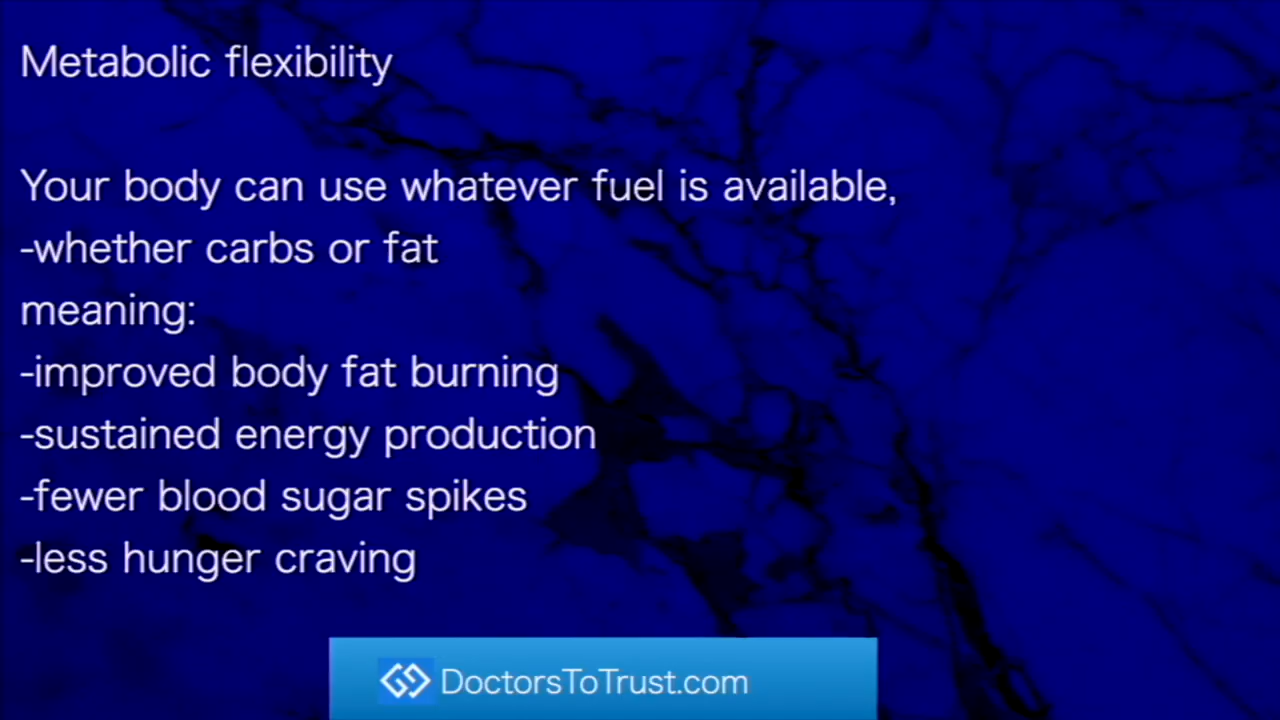 Metabolic flexibility
Your body can use whatever fuel is available,
-whether carbs or fat
meaning:
-improved body fat burning
-sustained energy production
-fewer blood sugar spikes
-less hunger craving
DoctorsToTrust.com